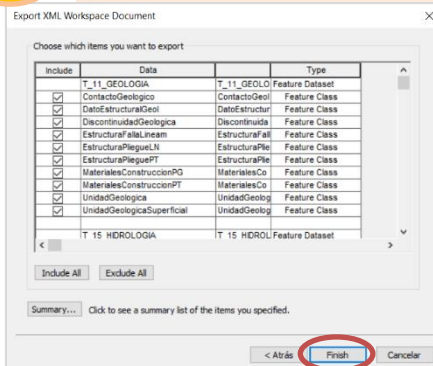 Export XML Workspace Document
Choose which items you want to export
Include Data Type
T_11_GEOLOGIA T_11_GEOLO Feature Dataset
ContactoGeologico ContactoGeol Feature Class
DatoEstructuralGeol DatoEstructur Feature Class
DiscontinuidadGeologica Discontinuida Feature Class
EstructuraFallaLineam EstructuraFall Feature Class
EstructuraPliegueLN EstructuraPlie Feature Class
EstructuraPlieguePT EstructuraPlie Feature Class
MaterialesConstruccionPG MaterialesCo Feature Class
MaterialesConstruccionPT MaterialesCo Feature Class
UnidadGeologica UnidadGeolog Feature Class
UnidadGeologicaSuperficial UnidadGeolog Feature Class
T_15_HIDROLOGIA T_15_HIDROL Feature Dataset
Include All Exclude All
Summary... Click to see a summary list of the items you specified.
< Atrás Finish Cancelar